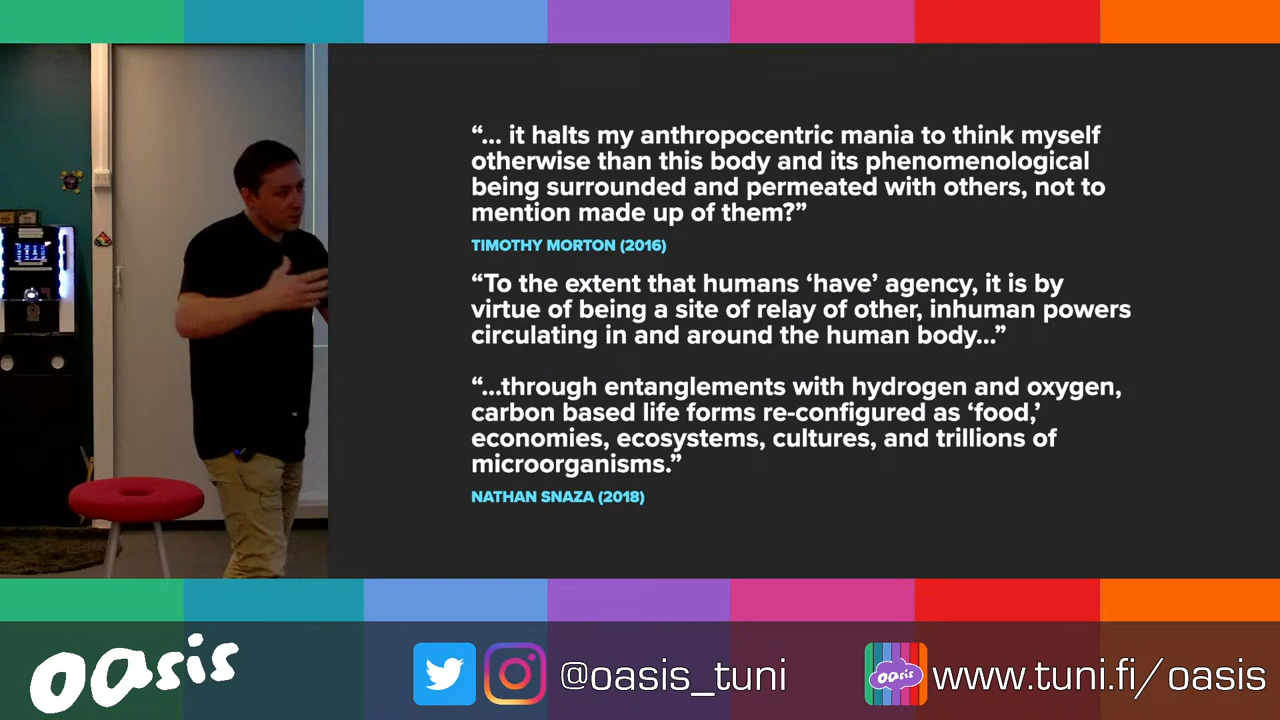 “... it halts my anthropocentric mania to think myself
otherwise than this body and its phenomenological
being surrounded and permeated with others, not to
mention made up of them?”
TIMOTHY MORTON (2016)
“To the extent that humans ‘have’ agency, it is by
virtue of being a site of relay of other, inhuman powers
circulating in and around the human body...”
“...through entanglements with hydrogen and oxygen,
carbon based life forms re-configured as ‘food,’
economies, ecosystems, cultures, and trillions of
microorganisms.”
NATHAN SNAZA (2018)
oasis
@oasis_tuni
oasis
www.tuni.fi/oasis